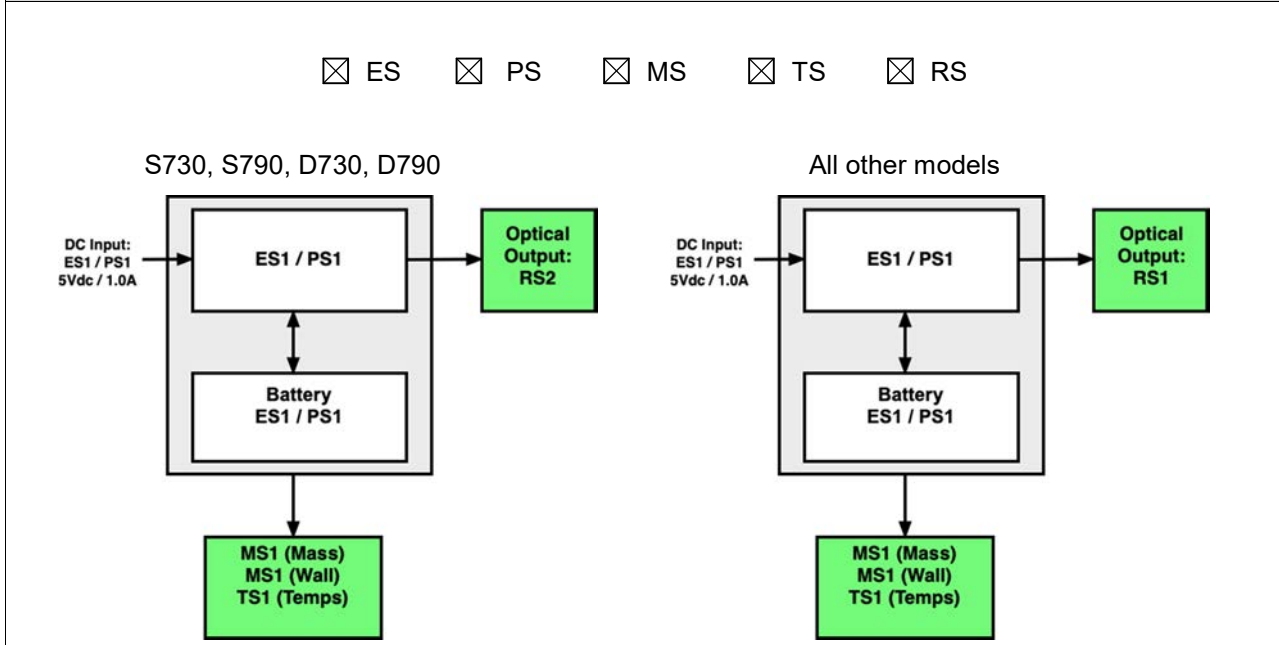 ☒ ES ☒ PS ☒ MS ☒ TS ☒ RS
S730, S790, D730, D790
DC Input:
ES1 / PS1
5Vdc / 1.0A
ES1 / PS1
Optical
Output:
RS2
Battery
ES1 / PS1
MS1 (Mass)
MS1 (Wall)
TS1 (Temps)
All other models
DC Input:
ES1 / PS1
5Vdc / 1.0A
ES1 / PS1
Optical
Output:
RS1
Battery
ES1 / PS1
MS1 (Mass)
MS1 (Wall)
TS1 (Temps)